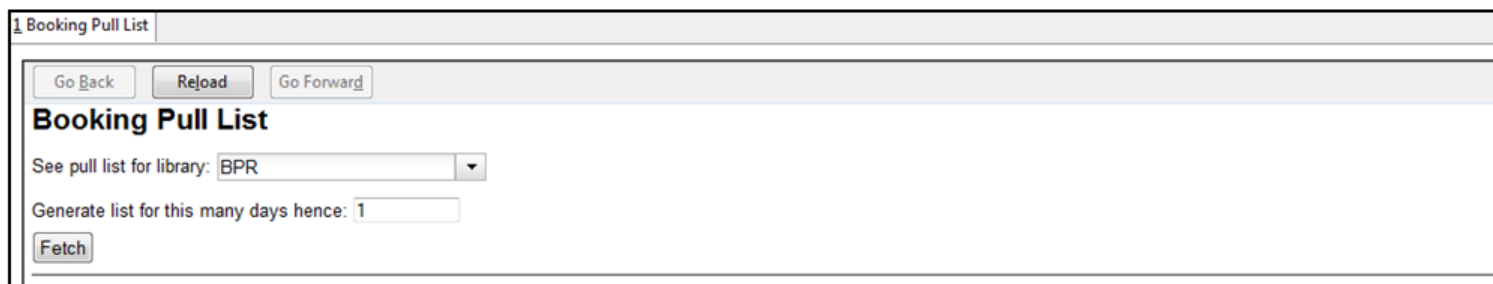 1 Booking Pull List
Go Back Reload Go Forward
Booking Pull List
See pull list for library: BPR
Generate list for this many days hence: 1
Fetch